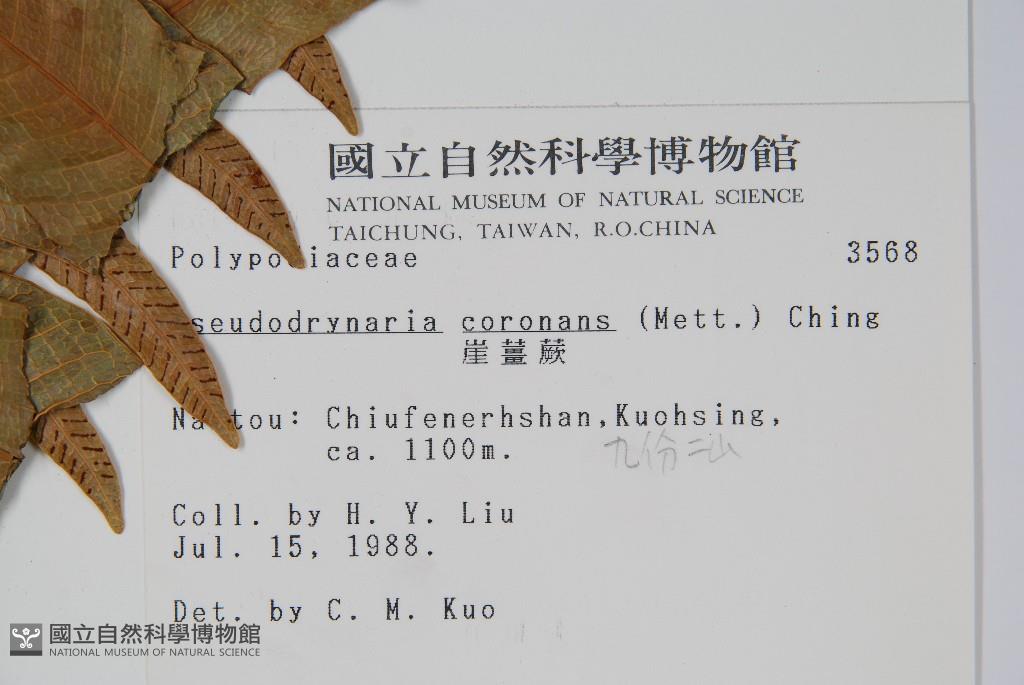 國立自然科學博物館
NATIONAL MUSEUM OF NATURAL SCIENCE
TAICHUNG, TAIWAN, R.O.CHINA
Polypodiaceae 3568
seudodrynaria coronans (Mett.) Ching
崖薑蕨
Nantou: Chiufenerhshan,Kuohsing,
ca. 1100m.
九份二山
Coll. by H. Y. Liu
Jul. 15, 1988.
Det. by C. M. Kuo
國立自然科學博物館
NATIONAL MUSEUM OF NATURAL SCIENCE